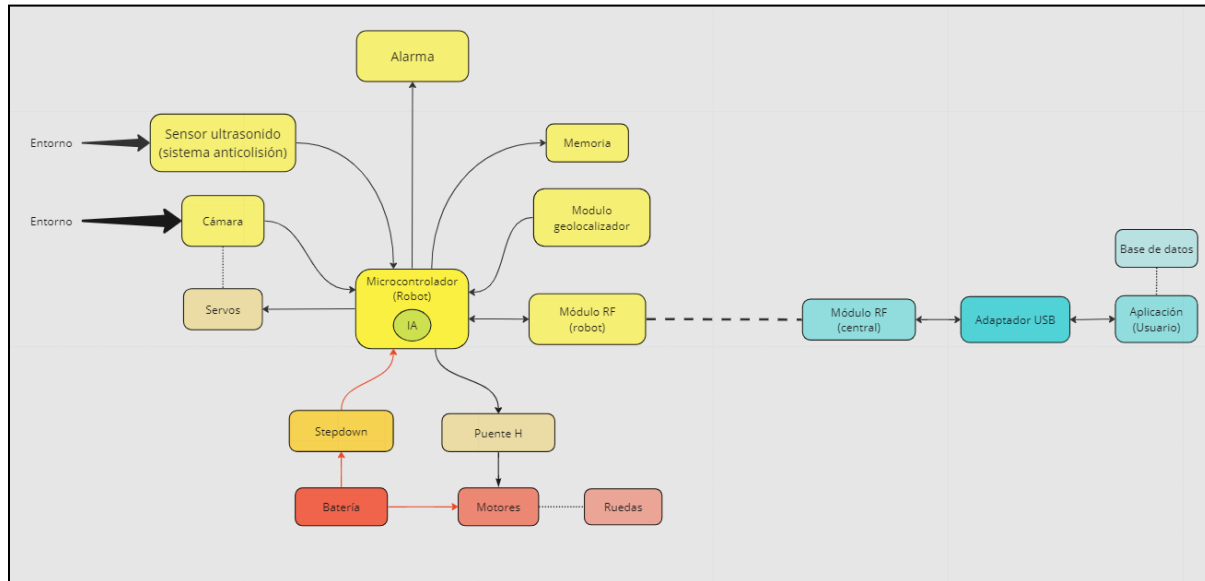 Alarma
Entorno
Sensor ultrasonido
(sistema anticolisión)
Memoria
Entorno
Cámara
Modulo
geolocalizador
Base de datos
Microcontrolador
(Robot)
IA
Servos
Módulo RF
(robot)
Módulo RF
(central)
Adaptador USB
Aplicación
(Usuario)
Stepdown
Puente H
Batería
Motores
Ruedas